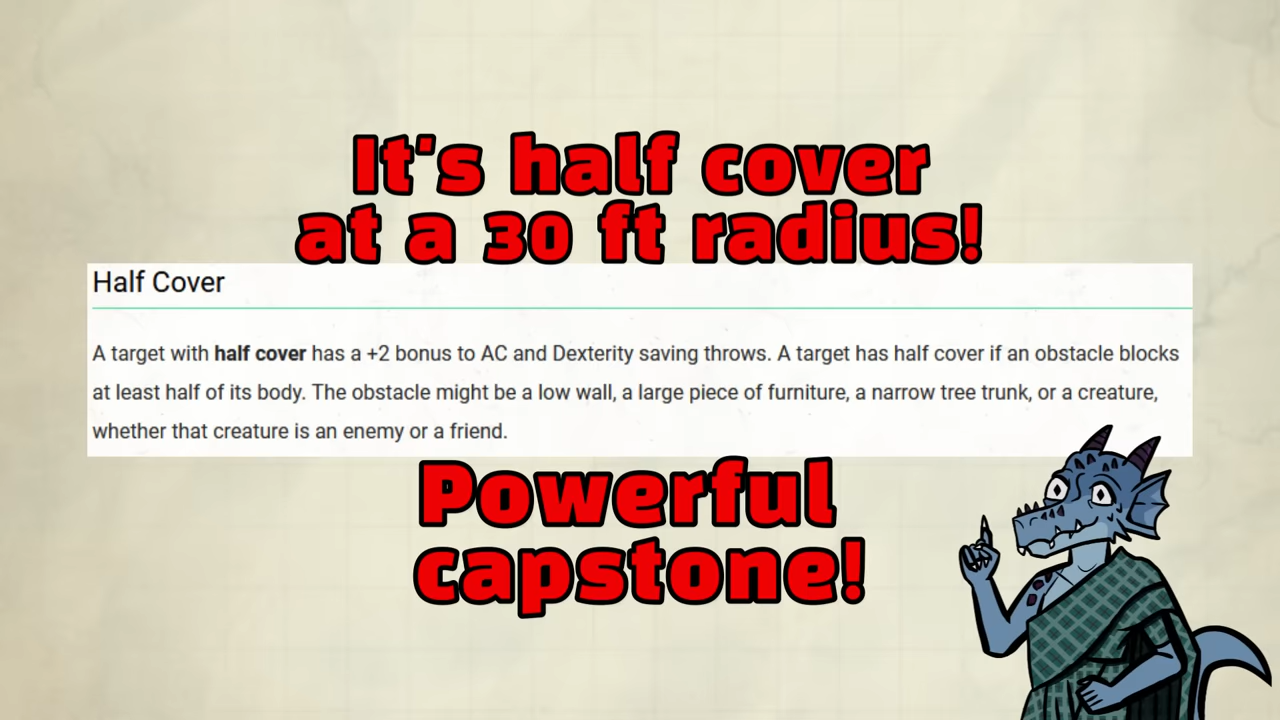 It's half cover
at a 30 ft radius!
Half Cover
A target with half cover has a +2 bonus to AC and Dexterity saving throws. A target has half cover if an obstacle blocks
at least half of its body. The obstacle might be a low wall, a large piece of furniture, a narrow tree trunk, or a creature,
whether that creature is an enemy or a friend.
Powerful
capstone!